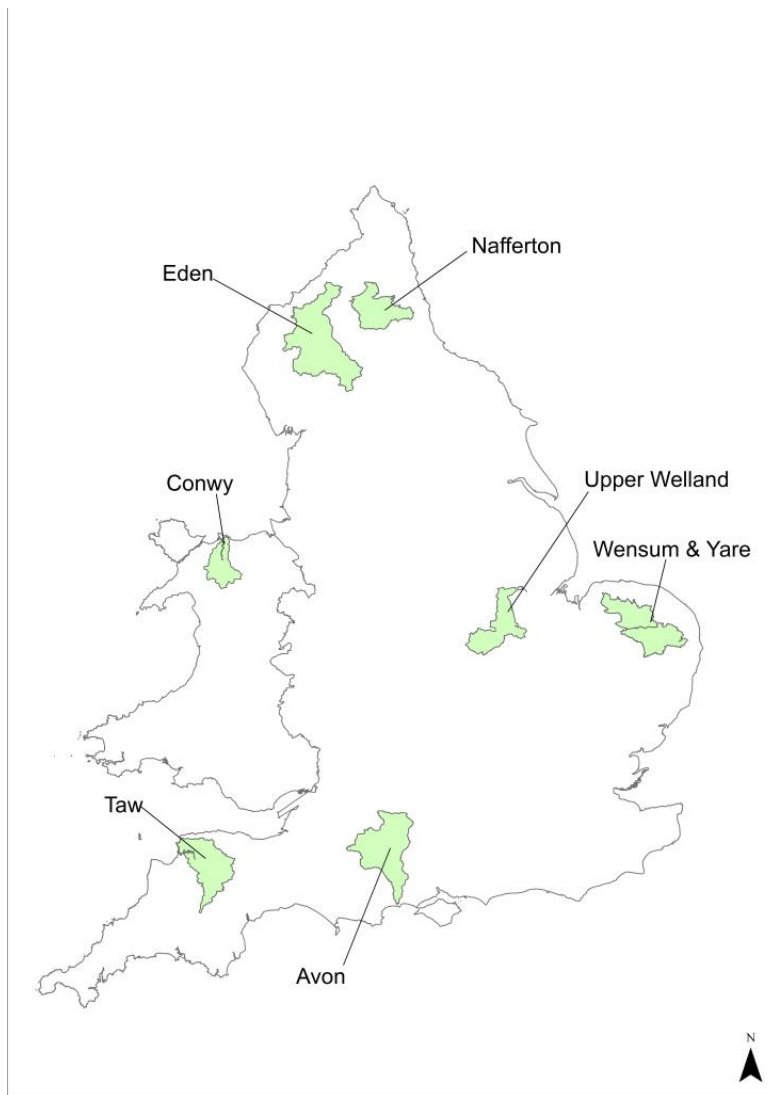 Nafferton
Eden
Upper Welland
Conwy
Wensum & Yare
Taw
Avon
N